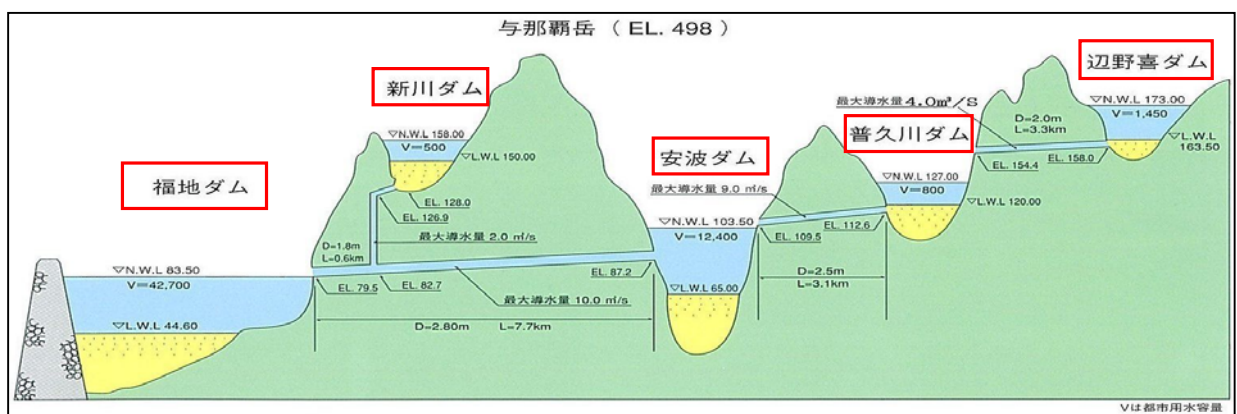 与那覇岳 ( EL. 498 )
辺野喜ダム
新川ダム
最大導水量 4.0m³/S
▽N.W.L 173.00
V=1,450
D=2.0m
L=3.3km
▽L.W.L
163.50
普久川ダム
▽N.W.L 158.00
V=500
▽L.W.L 150.00
安波ダム
EL. 154.4
EL. 158.0
福地ダム
最大導水量 9.0 ㎥/s
▽N.W.L 127.00
V=800
▽L.W.L 120.00
EL. 128.0
EL. 126.9
▽N.W.L 103.50
V=12,400
EL. 109.5
EL. 112.6
最大導水量 2.0 ㎥/s
D=1.8m
L=0.6km
▽N.W.L 83.50
V=42,700
EL. 79.5
EL. 82.7
EL. 87.2
D=2.5m
L=3.1km
▽L.W.L 65.00
最大導水量 10.0 ㎥/s
▽L.W.L 44.60
D=2.80m
L=7.7km
Vは都市用水容量